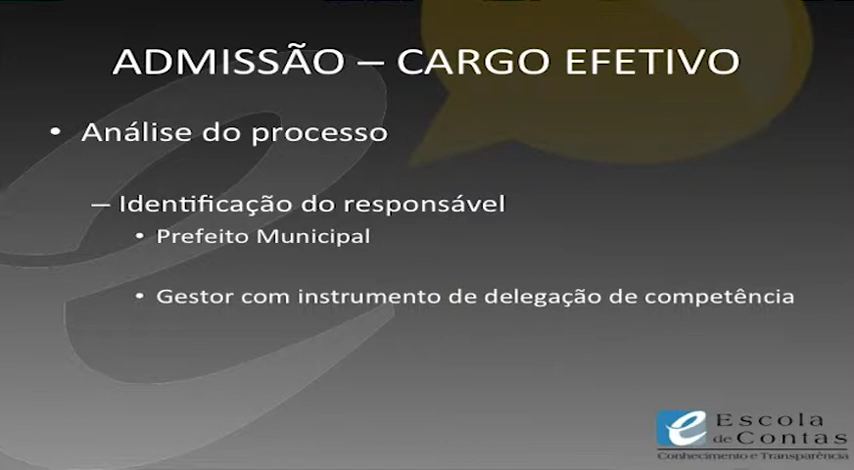 ADMISSÃO – CARGO EFETIVO
• Análise do processo
– Identificação do responsável
• Prefeito Municipal
• Gestor com instrumento de delegação de competência
Escola
de Contas
Conhecimento e Transparência